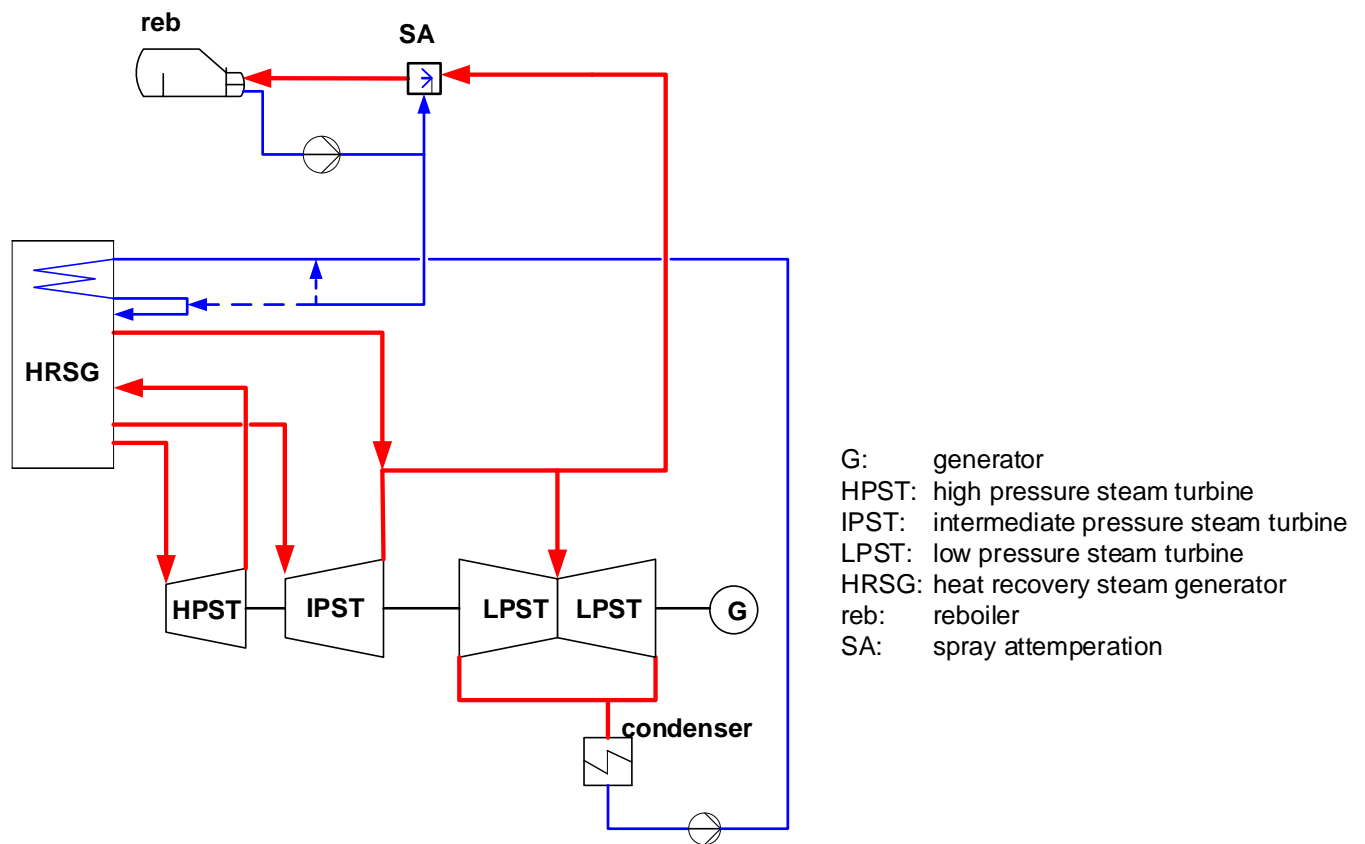 reb
SA
HRSG
HPST
IPST
LPST
LPST
G
condenser
G: generator
HPST: high pressure steam turbine
IPST: intermediate pressure steam turbine
LPST: low pressure steam turbine
HRSG: heat recovery steam generator
reb: reboiler
SA: spray attemperation